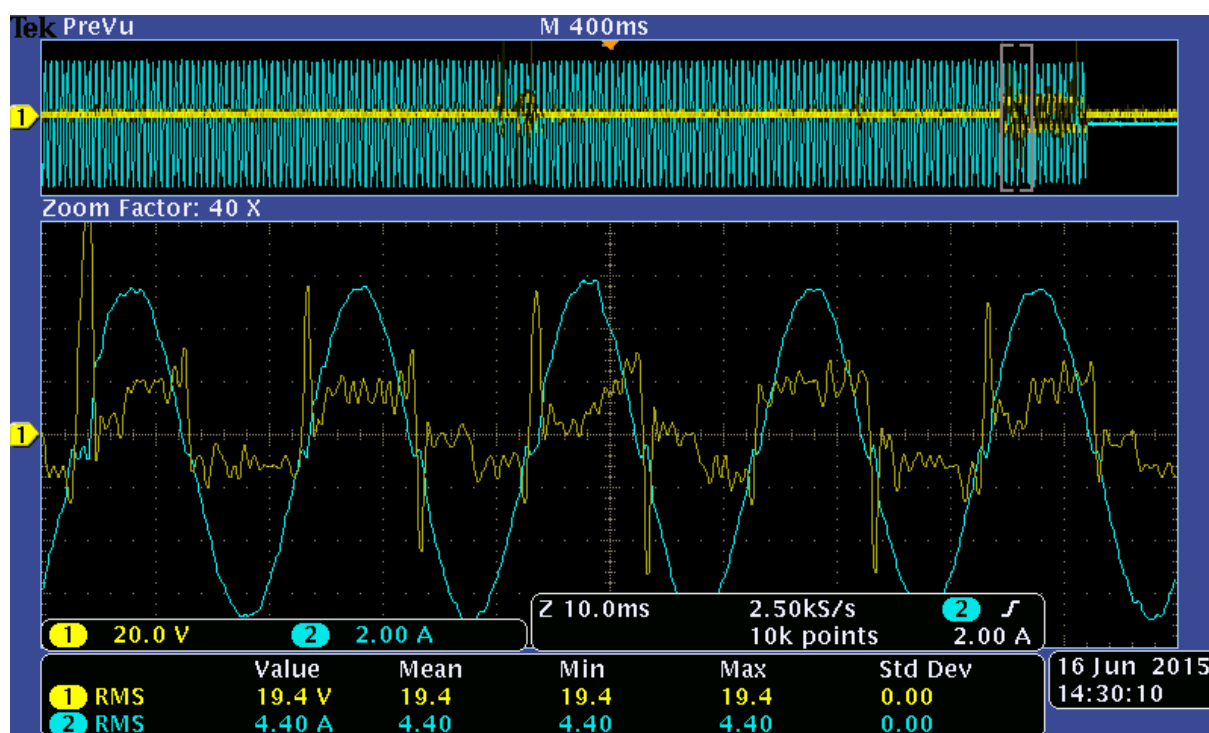 Tek PreVu M 400ms
1
Zoom Factor: 40 X
1
Z 10.0ms 2.50kS/s 2
1 20.0 V 2 2.00 A 10k points 2.00 A
Value Mean Min Max Std Dev
1 RMS 19.4 V 19.4 19.4 19.4 0.00
2 RMS 4.40 A 4.40 4.40 4.40 0.00
16 Jun 2015
14:30:10